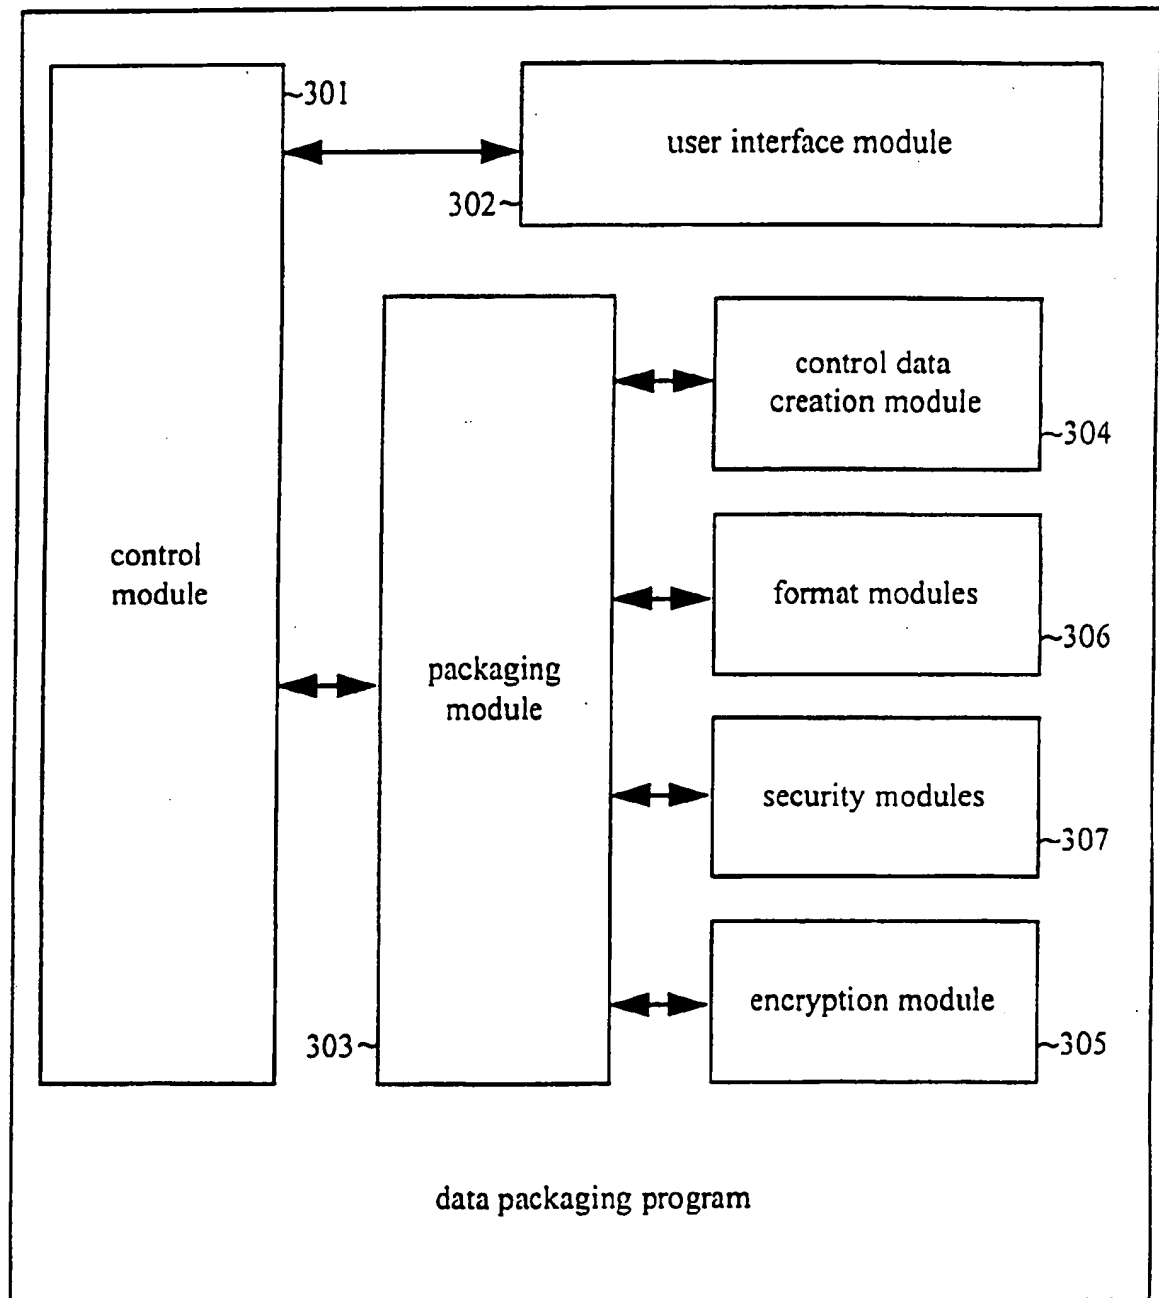 ~301
user interface module
302~
control data
creation module
~304
control
module
format modules
~306
packaging
module
security modules
~307
encryption module
303~
~305
data packaging program